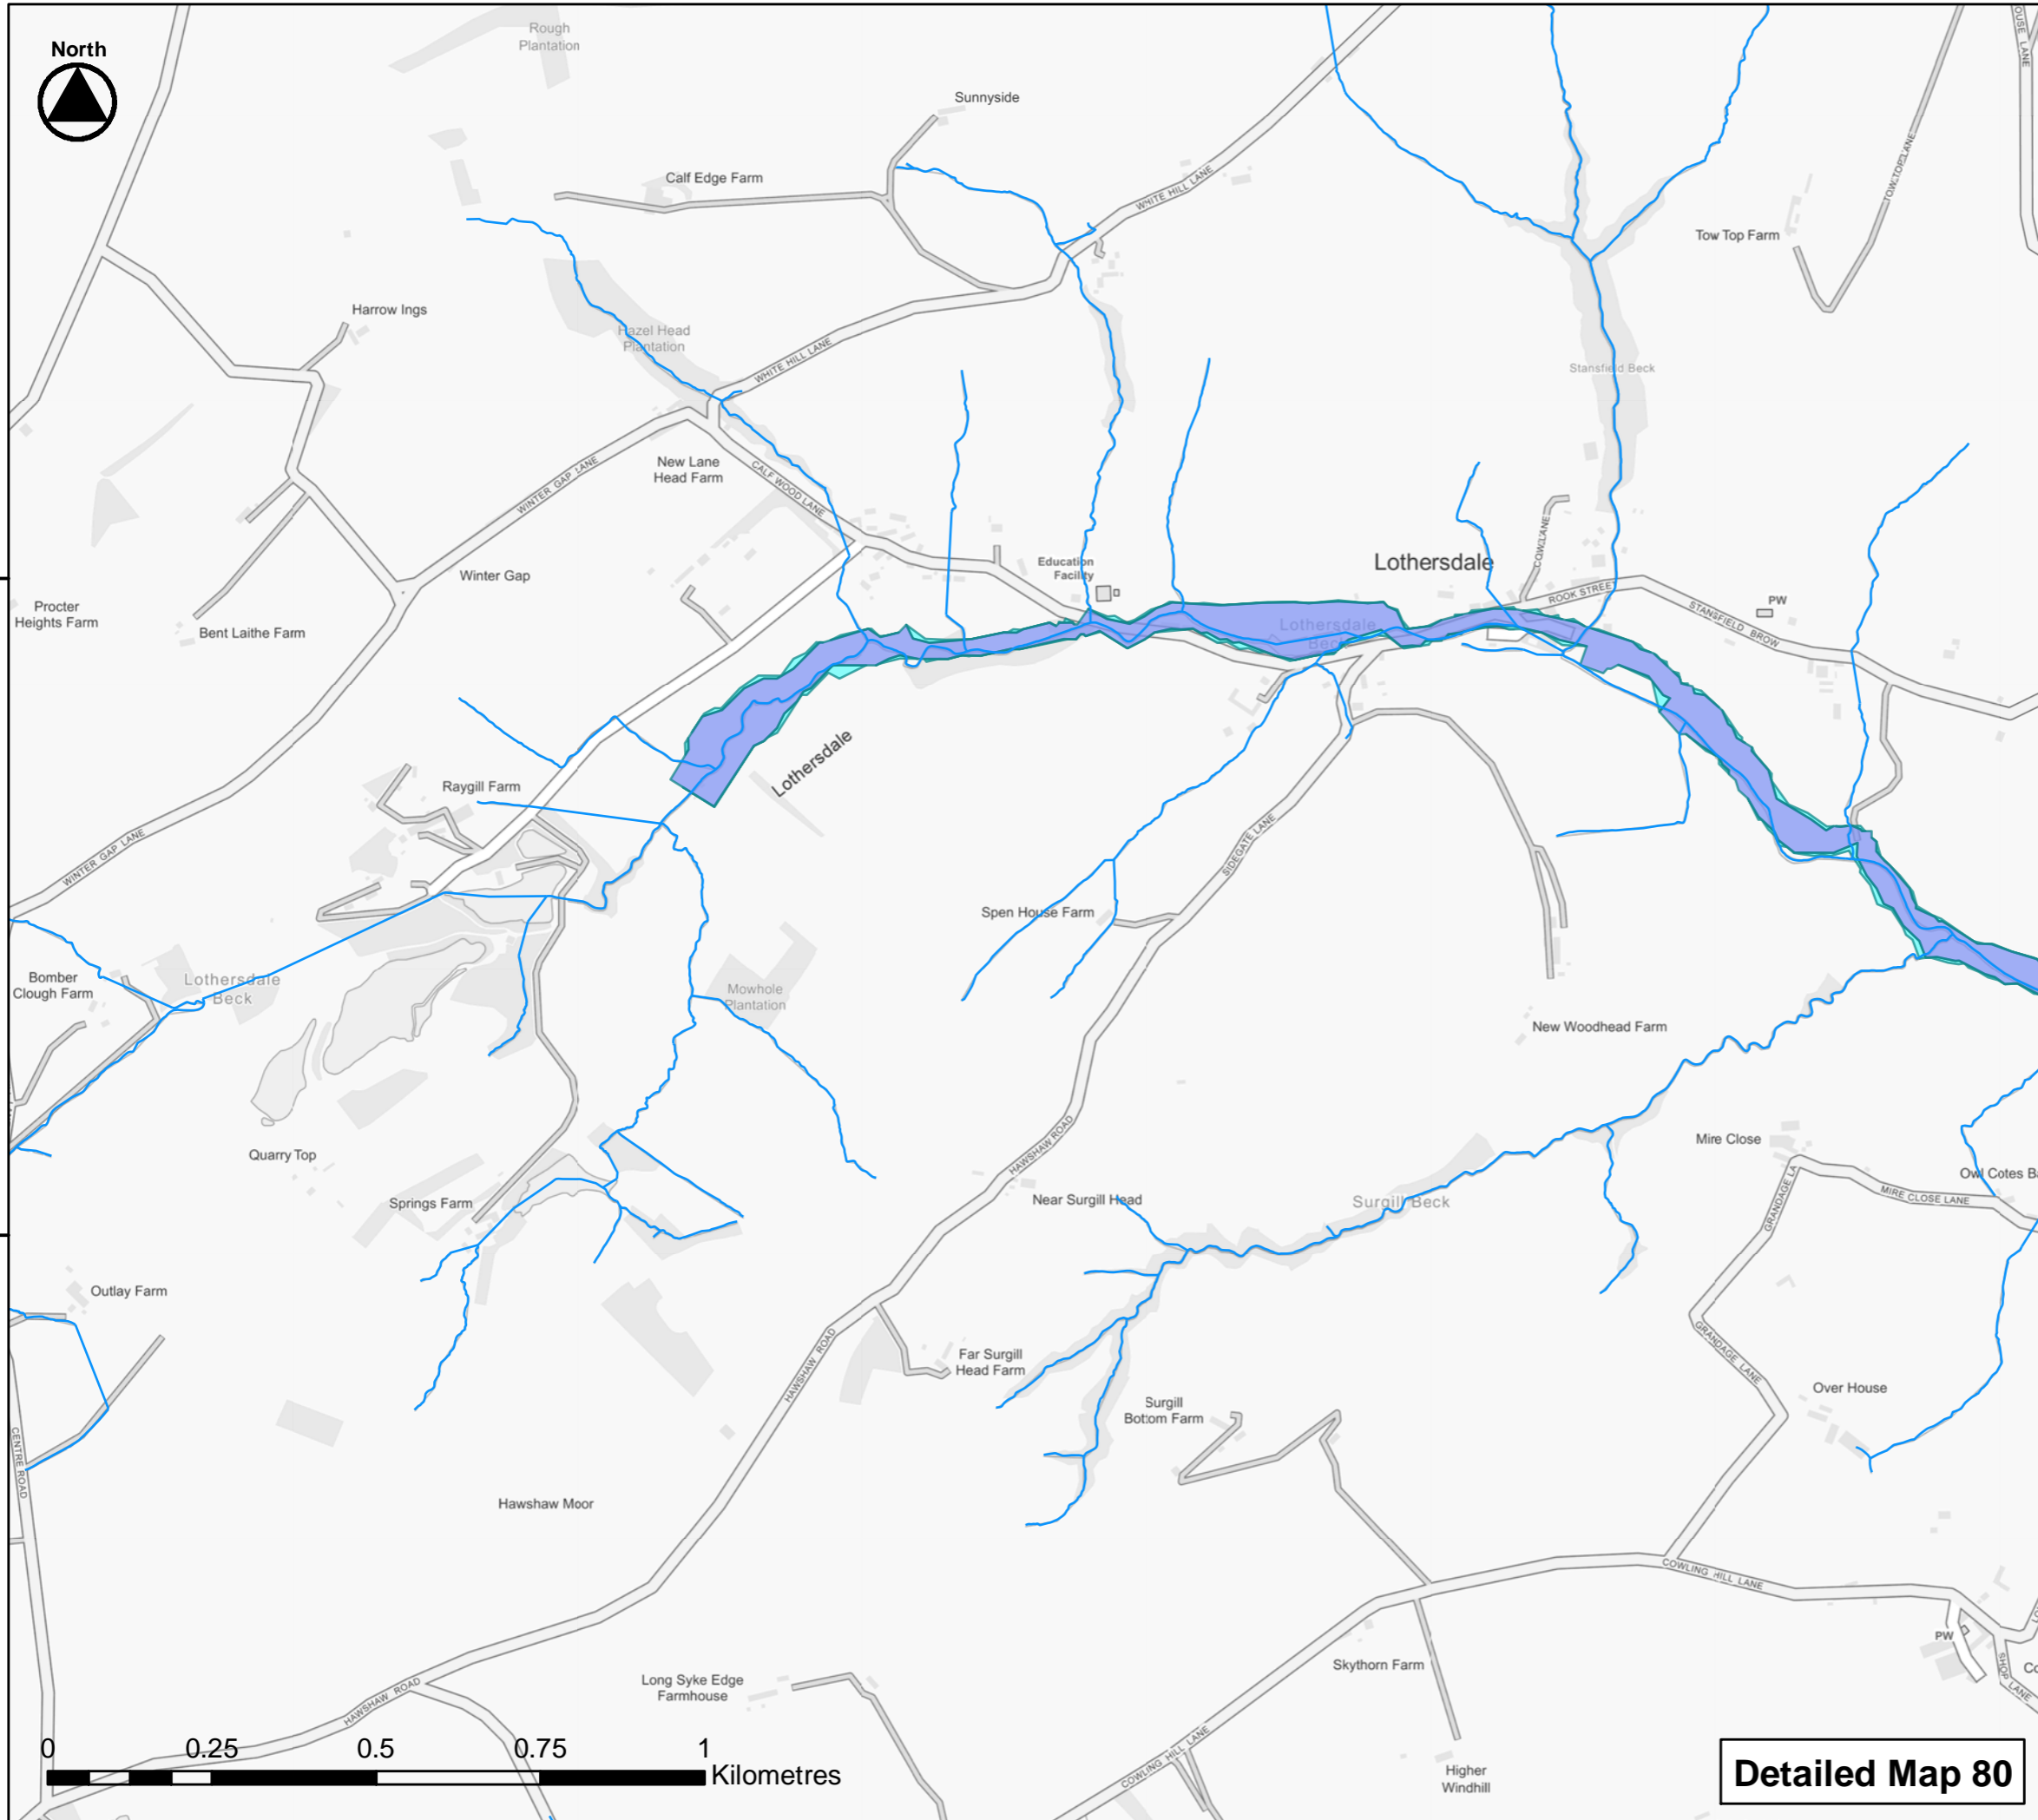 North
Rough
Plantation
Sunnyside
Calf Edge Farm
WHITE HILL LANE
TOW TOP LANE
Tow Top Farm
Harrow Ings
Hazel Head
Plantation
WHITE HILL LANE
Stansfield Beck
New Lane
Head Farm
CALF WOOD LANE
WINTER GAP LANE
Winter Gap
Education
Facility
Lothersdale
COW LANE
ROOK STREET
PW
STANSFIELD BROW
Procter
Heights Farm
Bent Laithe Farm
Lothersdale
Beck
Lothersdale
Raygill Farm
WINTER GAP LANE
SIDEGATE LANE
Spen House Farm
Bomber
Clough Farm
Lothersdale
Beck
Mowhole
Plantation
New Woodhead Farm
Quarry Top
HAWSHAW ROAD
Mire Close
Owl Cotes Ba
Springs Farm
Near Surgill Head
Surgill Beck
GRANDAGE LA
MIRE CLOSE LANE
Outlay Farm
HAWSHAW ROAD
Far Surgill
Head Farm
GRANDAGE LANE
Over House
Surgill
Bottom Farm
CENTRE ROAD
Hawshaw Moor
COWLING HILL LANE
PW
SHOP LANE
Co
Skythorn Farm
Long Syke Edge
Farmhouse
HAWSHAW ROAD
COWLING HILL LANE
Higher
Windhill
0 0.25 0.5 0.75 1
Kilometres
Detailed Map 80